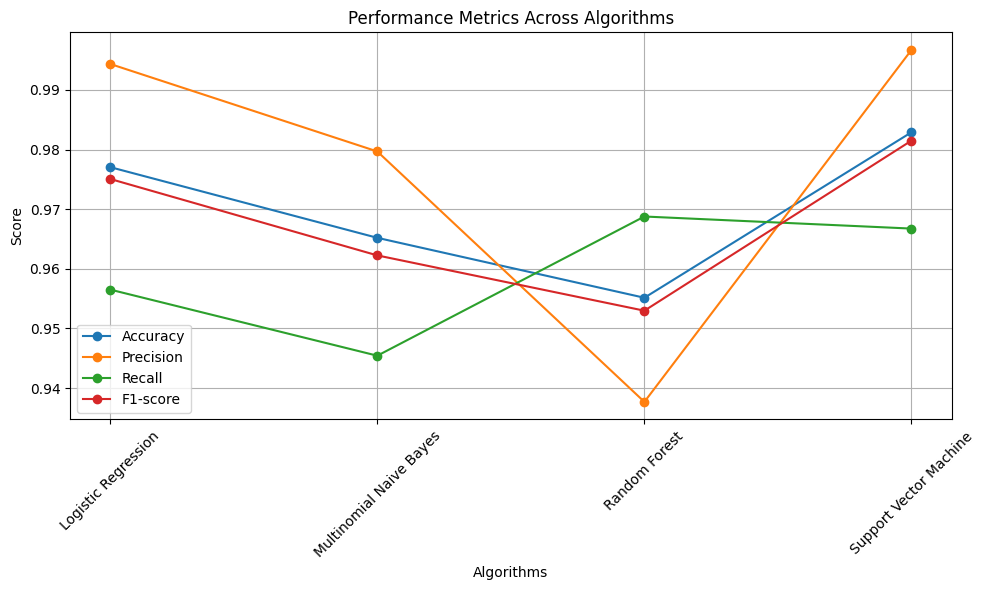 Performance Metrics Across Algorithms
Score
0.99
0.98
0.97
0.96
0.95
0.94
Accuracy
Precision
Recall
F1-score
Logistic Regression
Multinomial Naive Bayes
Random Forest
Support Vector Machine
Algorithms